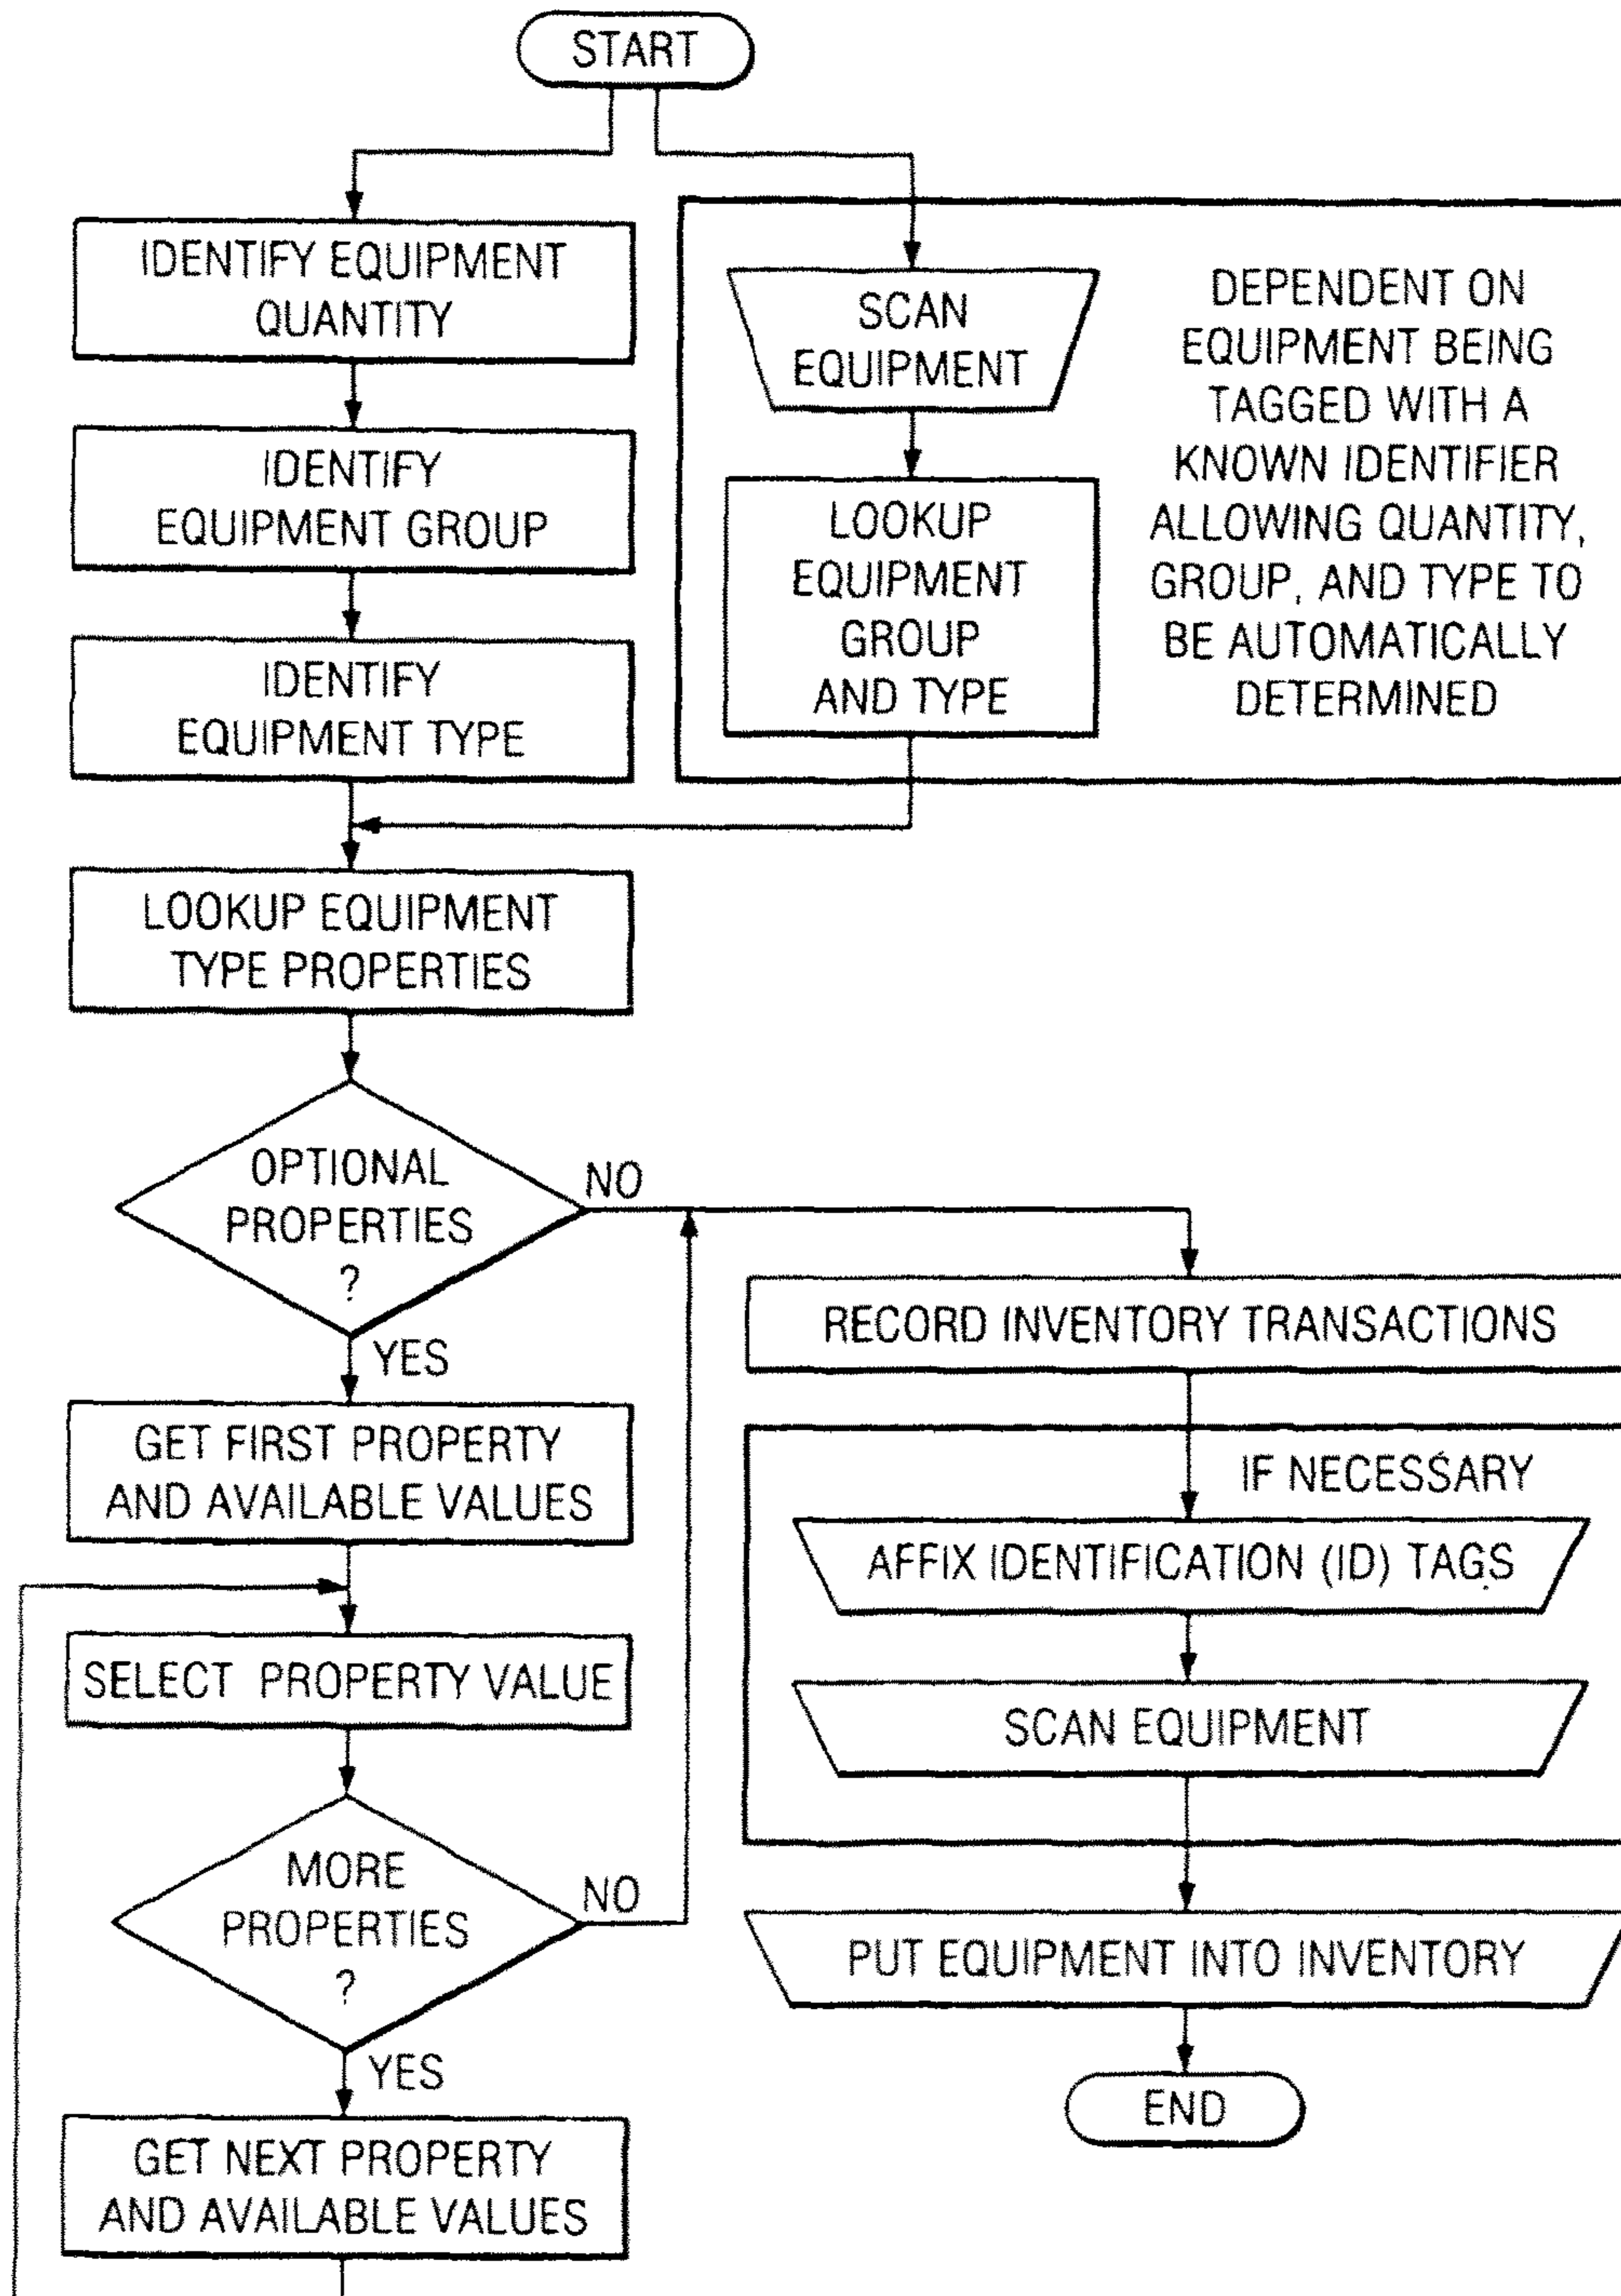 START
IDENTIFY EQUIPMENT
QUANTITY
IDENTIFY
EQUIPMENT GROUP
IDENTIFY
EQUIPMENT TYPE
SCAN
EQUIPMENT
LOOKUP
EQUIPMENT
GROUP
AND TYPE
DEPENDENT ON
EQUIPMENT BEING
TAGGED WITH A
KNOWN IDENTIFIER
ALLOWING QUANTITY,
GROUP, AND TYPE TO
BE AUTOMATICALLY
DETERMINED
LOOKUP EQUIPMENT
TYPE PROPERTIES
OPTIONAL
PROPERTIES
?
NO
YES
GET FIRST PROPERTY
AND AVAILABLE VALUES
SELECT PROPERTY VALUE
MORE
PROPERTIES
?
NO
YES
GET NEXT PROPERTY
AND AVAILABLE VALUES
RECORD INVENTORY TRANSACTIONS
IF NECESSARY
AFFIX IDENTIFICATION (ID) TAGS
SCAN EQUIPMENT
PUT EQUIPMENT INTO INVENTORY
END